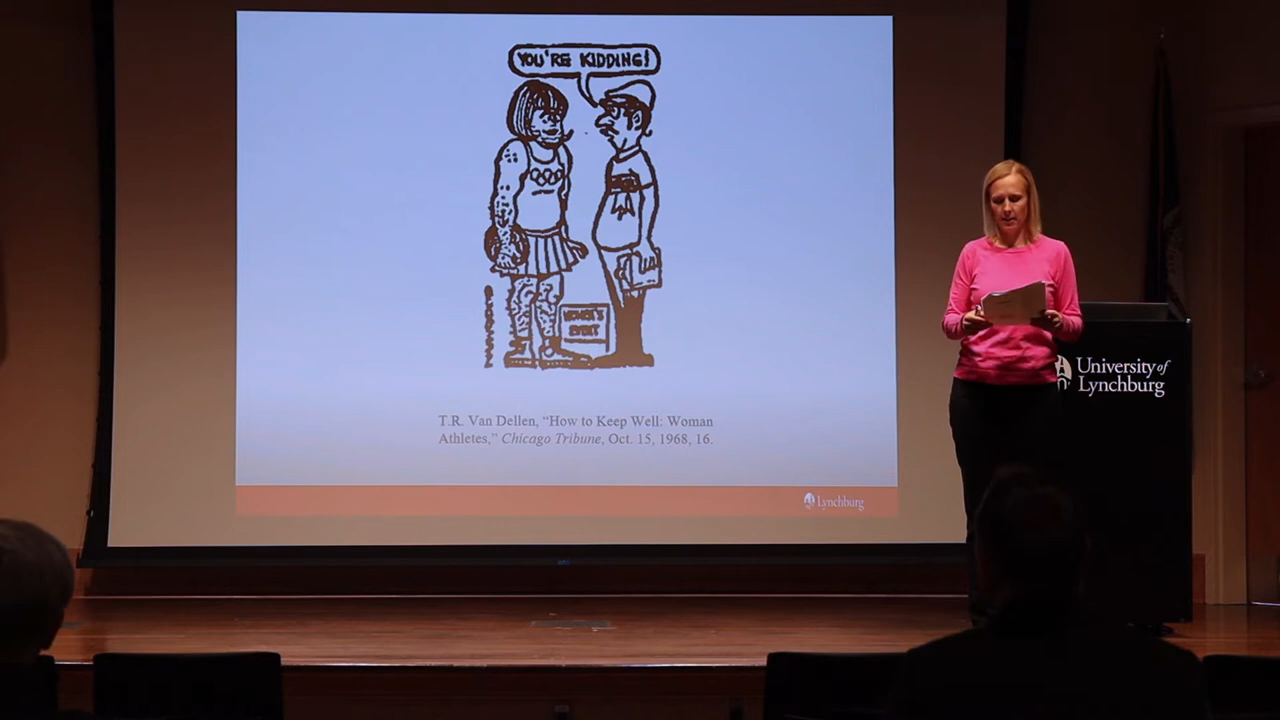 YOU'RE KIDDING!
WOMEN'S
EVENT
T.R. Van Dellen, “How to Keep Well: Woman
Athletes,” Chicago Tribune, Oct. 15, 1968, 16.
Lynchburg
University of
Lynchburg